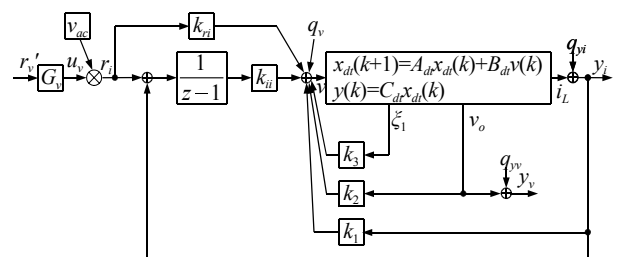 v_ac
k_ri
q_v
r_v′
u_v
r_i
G_v
1
z−1
k_ii
v
x_dt(k+1)=A_dt x_dt(k)+B_dt v(k)
y(k)=C_dt x_dt(k)
q_yi
y_i
i_L
ξ_1
v_o
k_3
k_2
q_yv
y_v
k_1